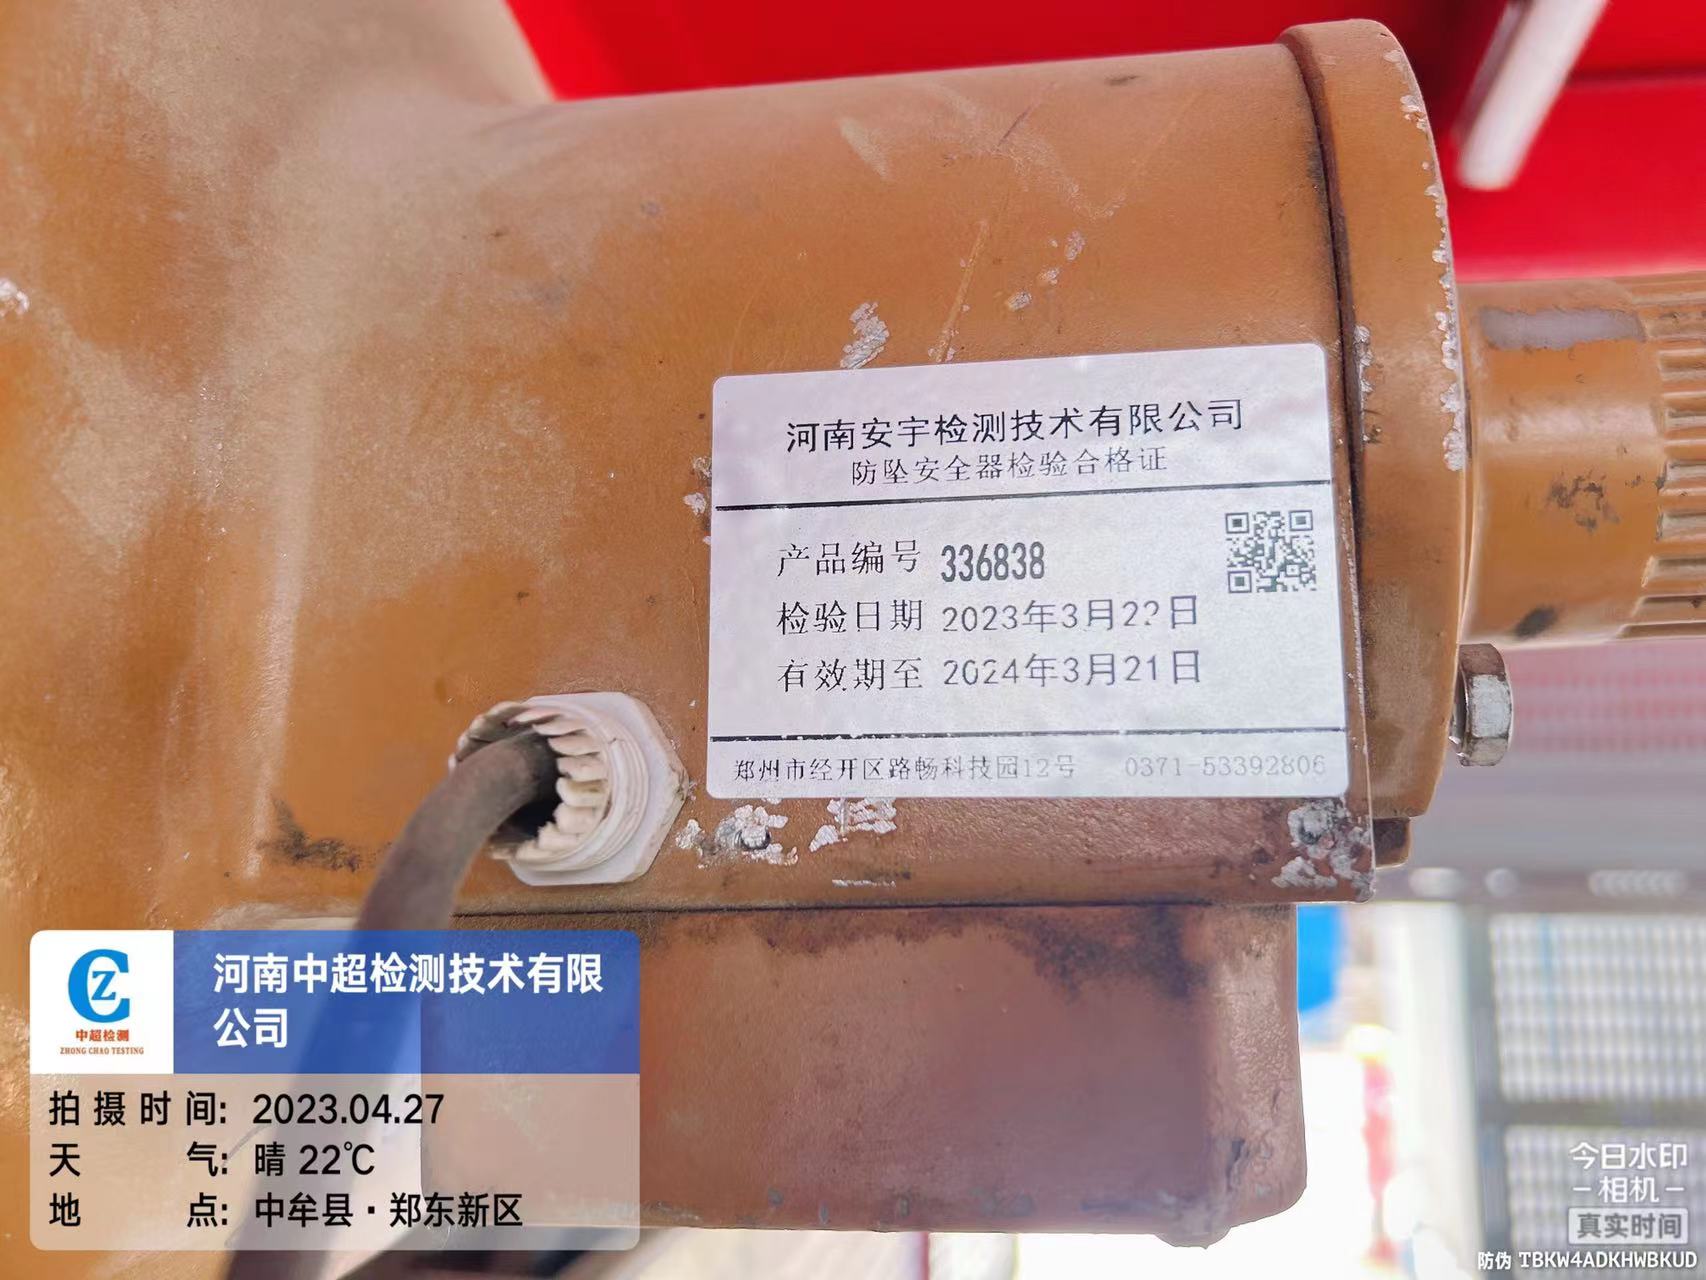 河南安宇检测技术有限公司
防坠安全器检验合格证
产品编号 336838
检验日期 2023年3月22日
有效期至 2024年3月21日
郑州市经开区路畅科技园12号 0371-53392806
CZ
中超检测
ZHONG CHAO TESTING
河南中超检测技术有限
公司
拍摄时间: 2023.04.27
天气: 晴 22℃
地点: 中牟县·郑东新区
今日水印
-相机-
真实时间
防伪 TBKW4ADKHWBKUD